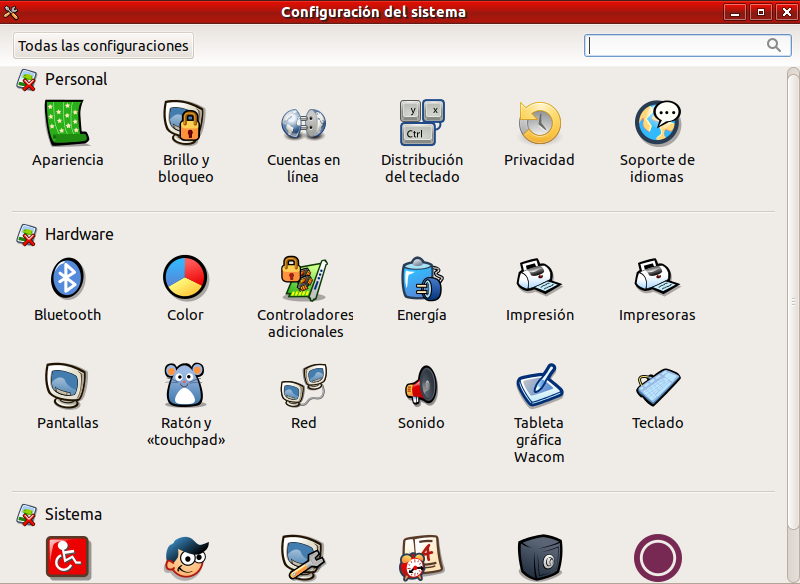 Configuración del sistema
Todas las configuraciones
Personal
Apariencia
Brillo y
bloqueo
Cuentas en
línea
y x
Ctrl
Distribución
del teclado
Privacidad
Soporte de
idiomas
Hardware
Bluetooth
Color
Controladores
adicionales
Energía
Impresión
Impresoras
Pantallas
Ratón y
«touchpad»
Red
Sonido
Tableta
gráfica
Wacom
Teclado
Sistema
4